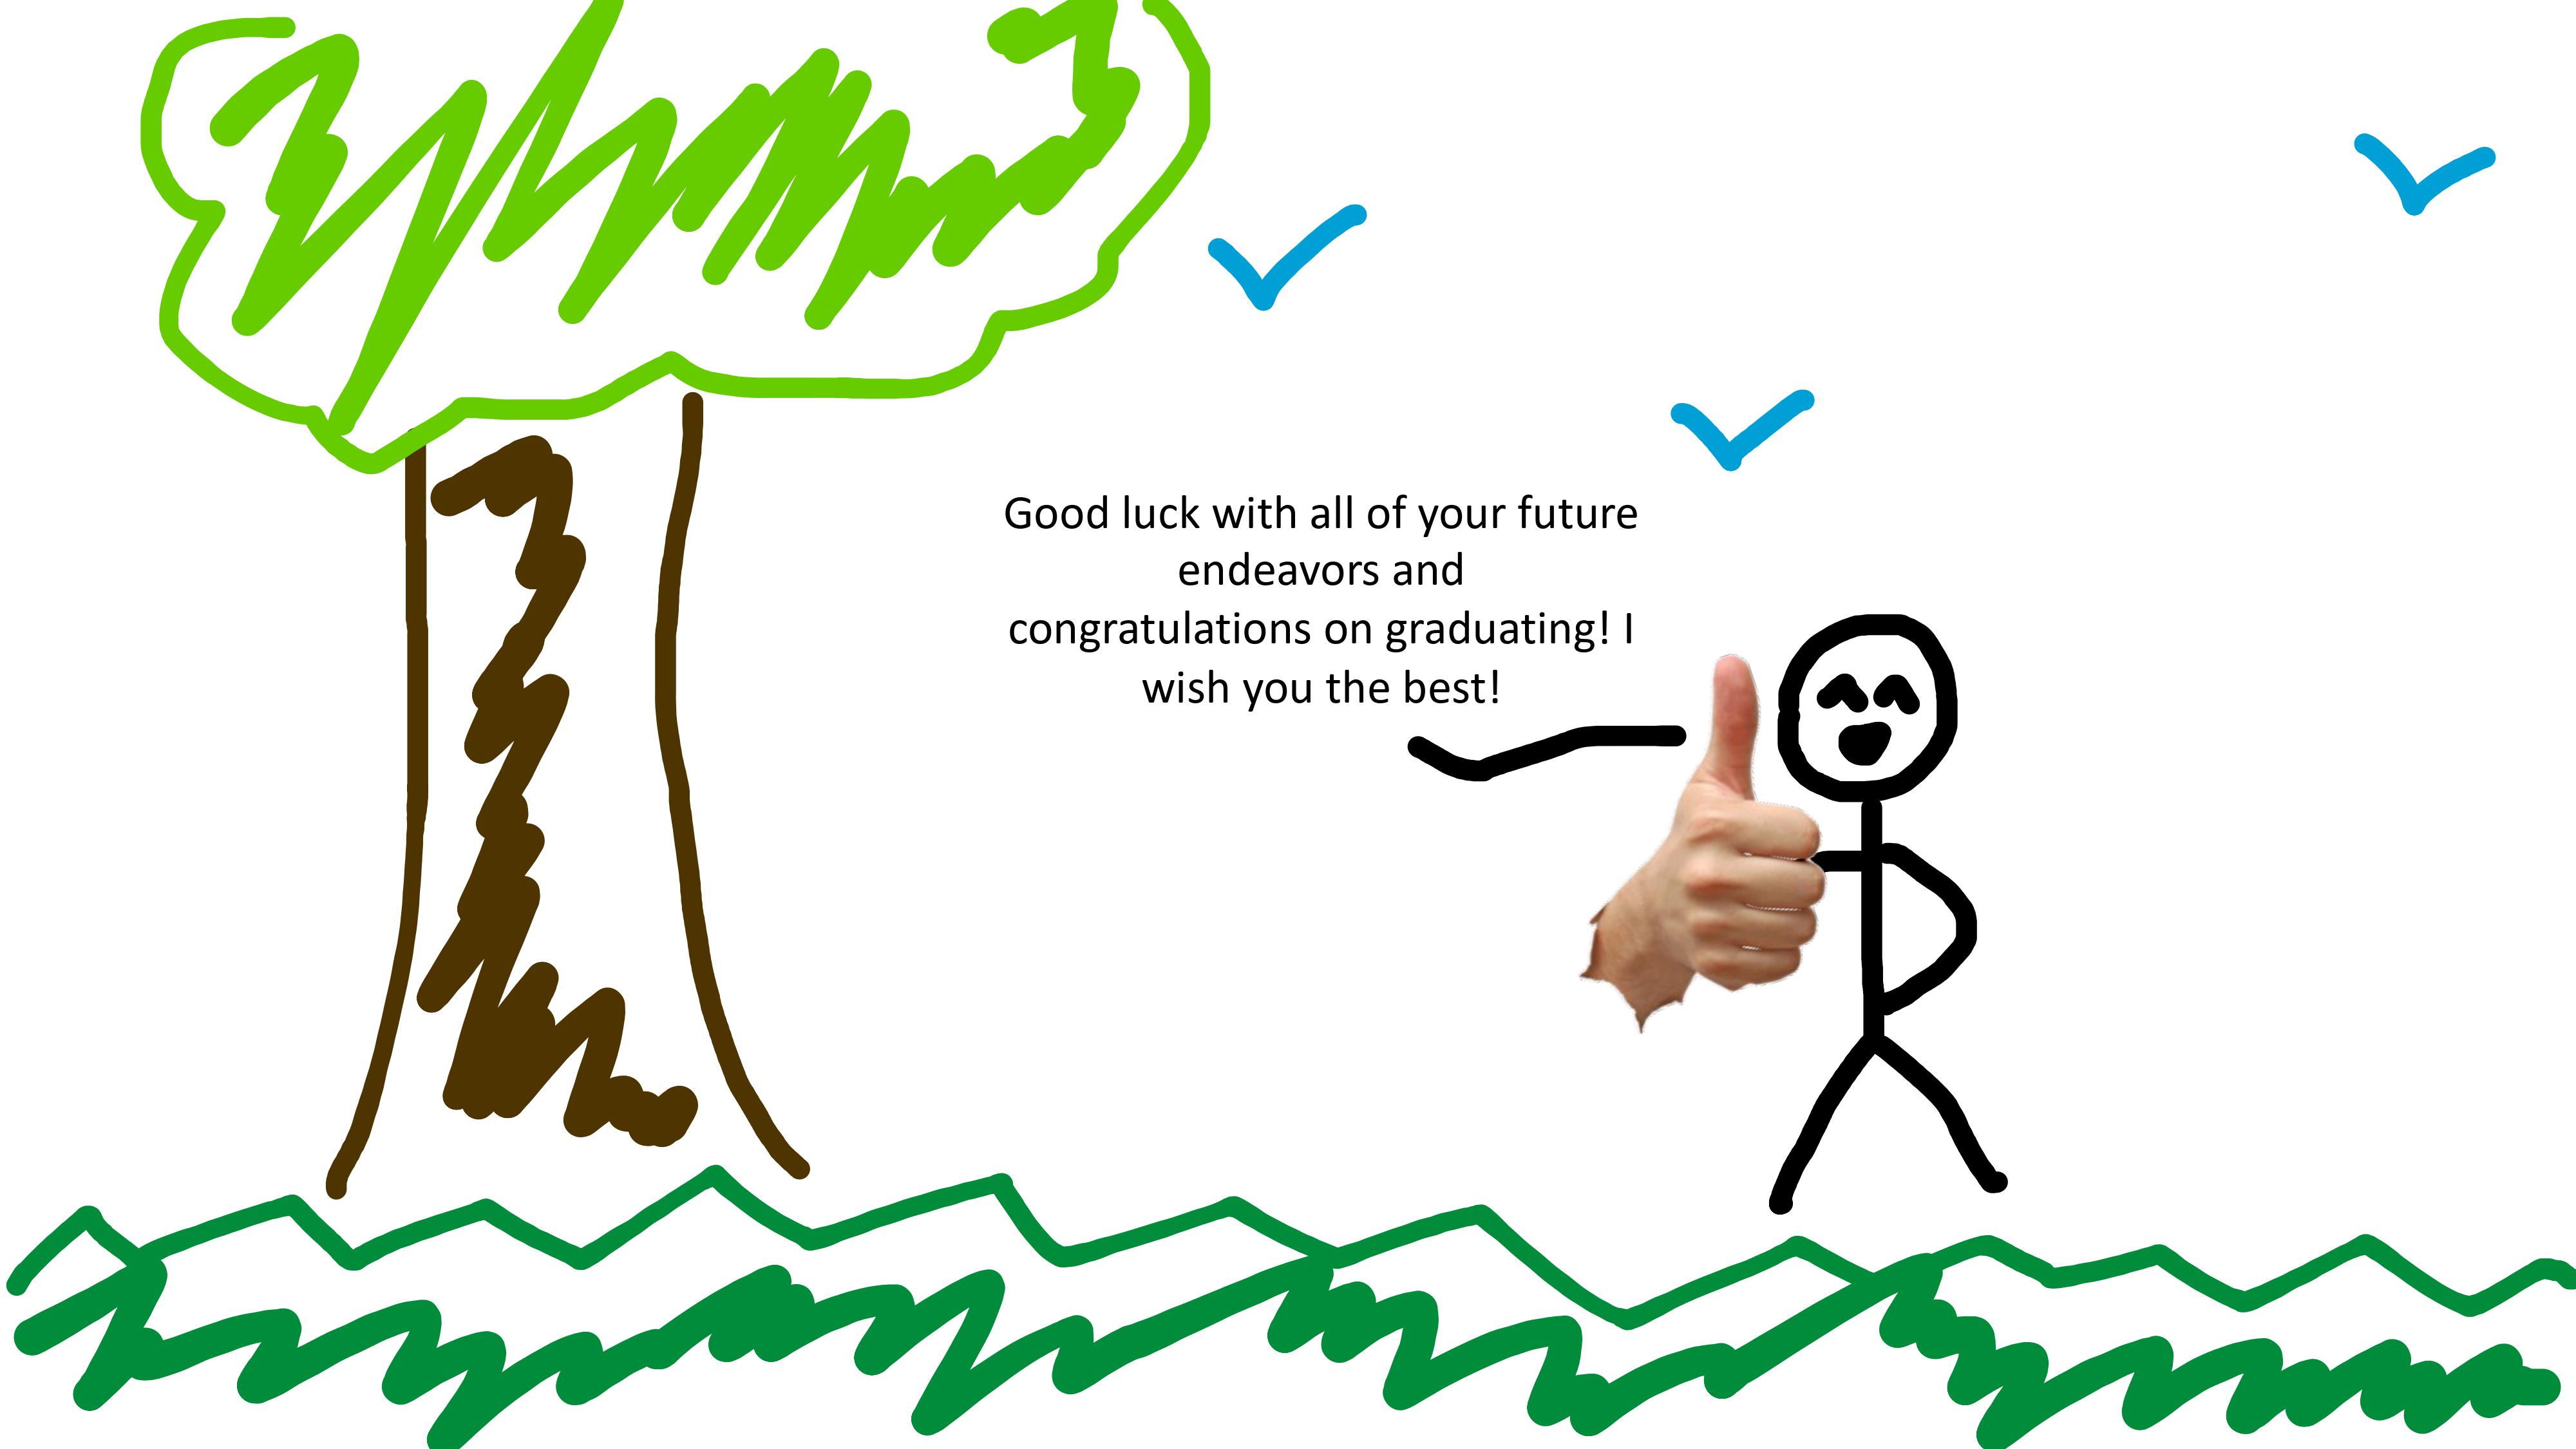 Good luck with all of your future
endeavors and
congratulations on graduating! I
wish you the best!